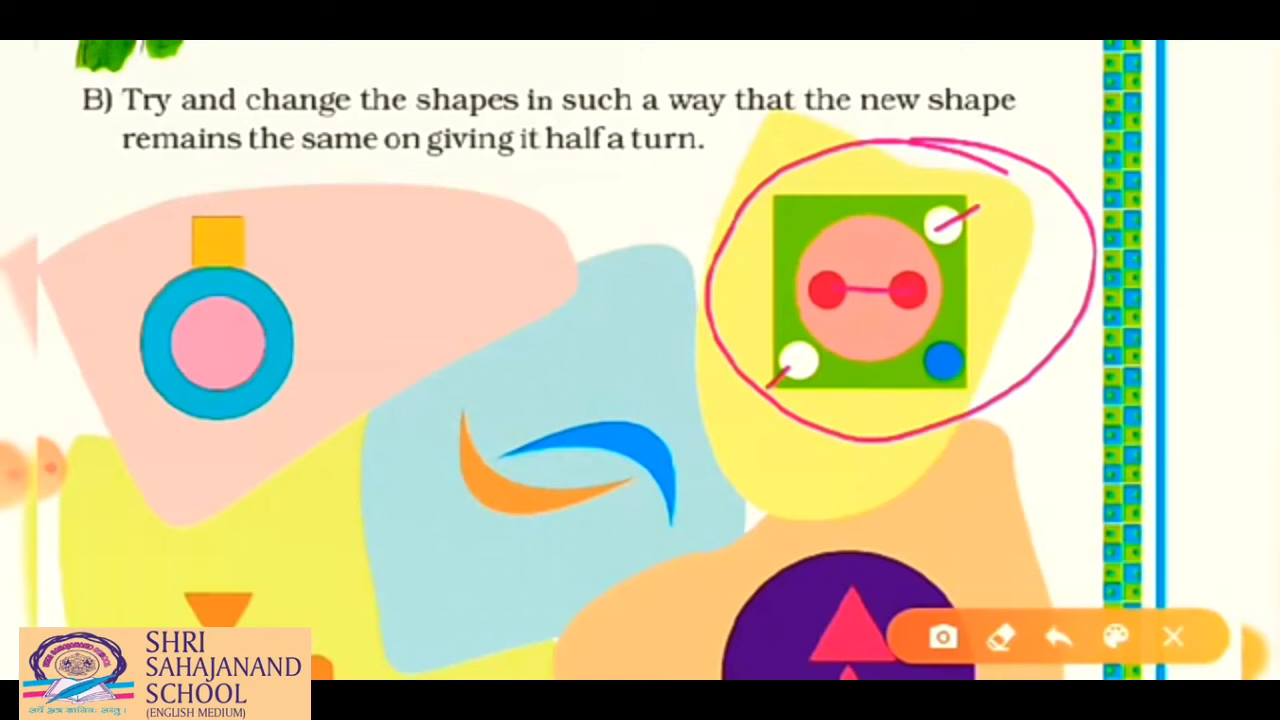 B) Try and change the shapes in such a way that the new shape
remains the same on giving it half a turn.
SHRI
SAHAJANAND
SCHOOL
(ENGLISH MEDIUM)